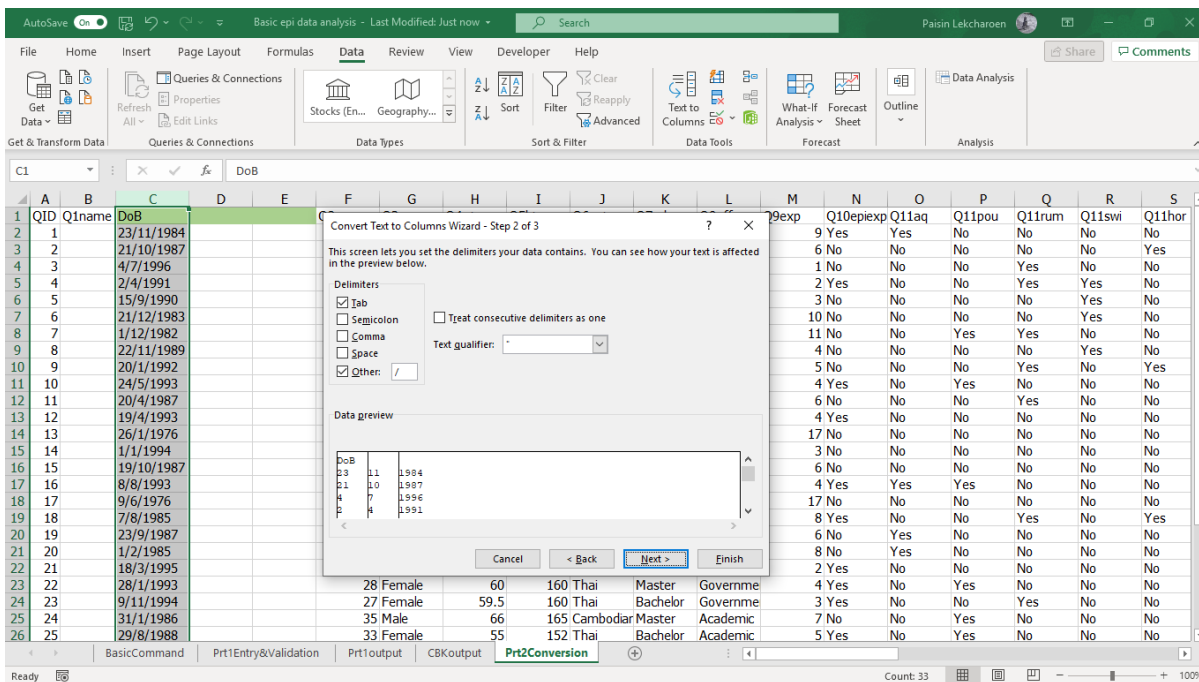 AutoSave On Basic epi data analysis - Last Modified: Just now Search Paisin Lekcharoen
File Home Insert Page Layout Formulas Data Review View Developer Help Share Comments
Get Data
Refresh All
Queries & Connections
Properties
Edit Links
Stocks (En... Geography...
Sort Filter
Clear
Reapply
Advanced
Text to Columns
What-If Analysis Forecast Sheet
Outline
Data Analysis
Get & Transform Data Queries & Connections Data Types Sort & Filter Data Tools Forecast Analysis
C1 fx DoB
A B C D E F G H I J K L M N O P Q R S
1 QID Q1name DoB Q9exp Q10epiexp Q11aq Q11pou Q11rum Q11swi Q11hor
2 1 23/11/1984 9 Yes Yes No No No No
3 2 21/10/1987 6 No No No No No Yes
4 3 4/7/1996 1 No No No Yes No No
5 4 2/4/1991 2 Yes No No Yes Yes No
6 5 15/9/1990 3 No No No No Yes No
7 6 21/12/1983 10 No No No No Yes No
8 7 1/12/1982 11 No No Yes Yes No No
9 8 22/11/1989 4 No No No No Yes No
10 9 20/1/1992 5 No No No Yes No Yes
11 10 24/5/1993 4 Yes No Yes No No No
12 11 20/4/1987 6 No No No Yes No No
13 12 19/4/1993 4 Yes No No No No No
14 13 26/1/1976 17 No No No No No No
15 14 1/1/1994 3 No No No No No No
16 15 19/10/1987 6 No No No No No No
17 16 8/8/1993 4 Yes Yes Yes No No No
18 17 9/6/1976 17 No No No No No No
19 18 7/8/1985 8 Yes No No Yes No Yes
20 19 23/9/1987 6 No Yes No No No No
21 20 1/2/1985 8 No Yes No No No No
22 21 18/3/1995 2 Yes No No No No No
23 22 28/1/1993 28 Female 60 160 Thai Master Governme 4 Yes No Yes No No No
24 23 9/11/1994 27 Female 59.5 160 Thai Bachelor Governme 3 Yes No No Yes No No
25 24 31/1/1986 35 Male 66 165 Cambodian Master Academic 7 No No Yes No No No
26 25 29/8/1988 33 Female 55 152 Thai Bachelor Academic 5 Yes No Yes No No No
Convert Text to Columns Wizard - Step 2 of 3 ? ×
This screen lets you set the delimiters your data contains. You can see how your text is affected
in the preview below.
Delimiters
Tab
Semicolon
Comma
Space
Other: /
Treat consecutive delimiters as one
Text qualifier: "
Data preview
DoB
23 11 1984
21 10 1987
4 7 1996
2 4 1991
Cancel < Back Next > Finish
BasicCommand Prt1Entry&Validation Prt1output CBKoutput Prt2Conversion
Ready Count: 33 100%